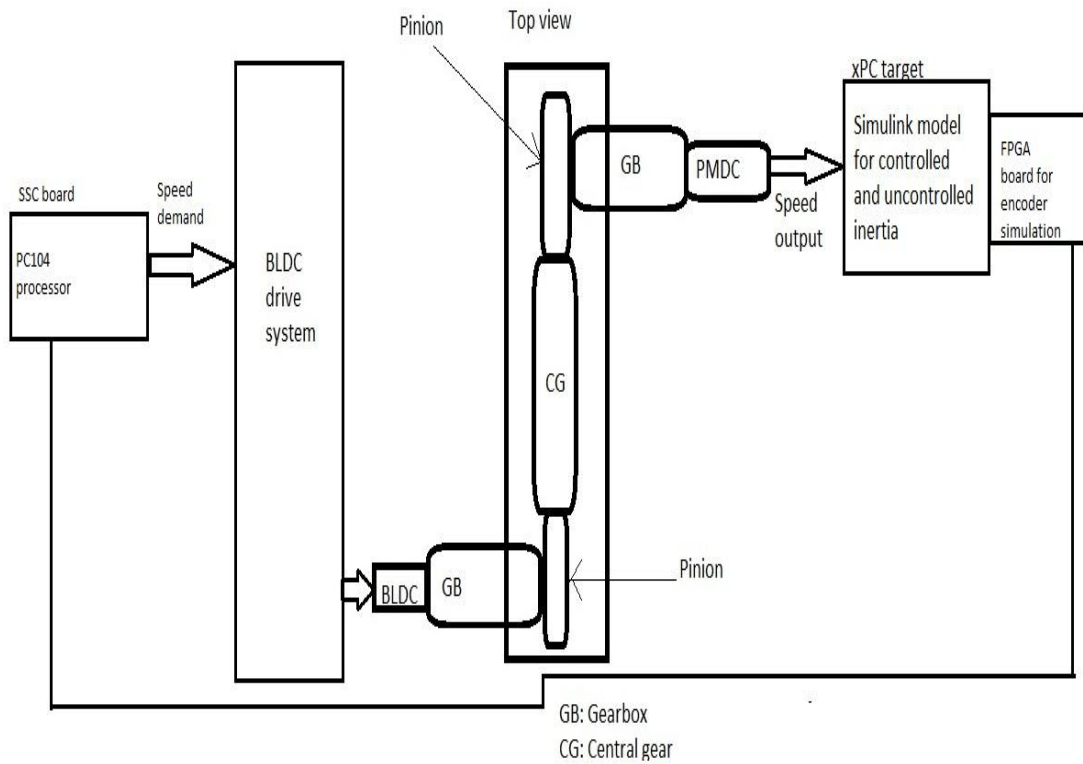 Pinion
Top view
xPC target
Simulink model
for controlled
and uncontrolled
inertia
FPGA
board for
encoder
simulation
GB
PMDC
Speed
output
SSC board
Speed
demand
PC104
processor
BLDC
drive
system
CG
BLDC
GB
Pinion
GB: Gearbox
CG: Central gear